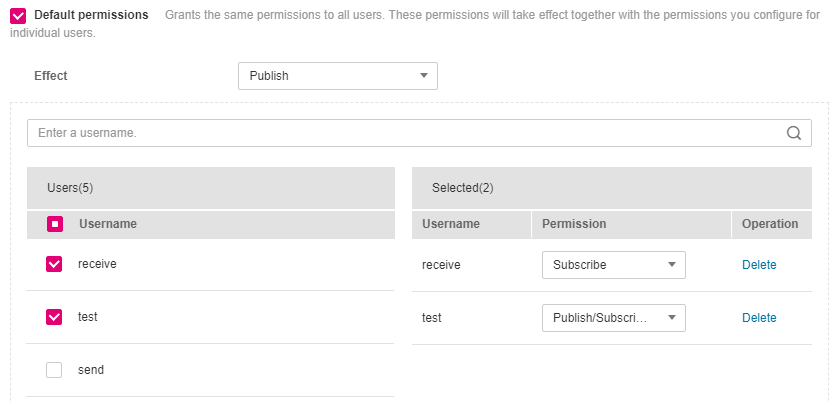 Default permissions Grants the same permissions to all users. These permissions will take effect together with the permissions you configure for
individual users.
Effect Publish
Enter a username.
Users(5) Selected(2)
Username Username Permission Operation
receive receive Subscribe Delete
test test Publish/Subscri... Delete
send